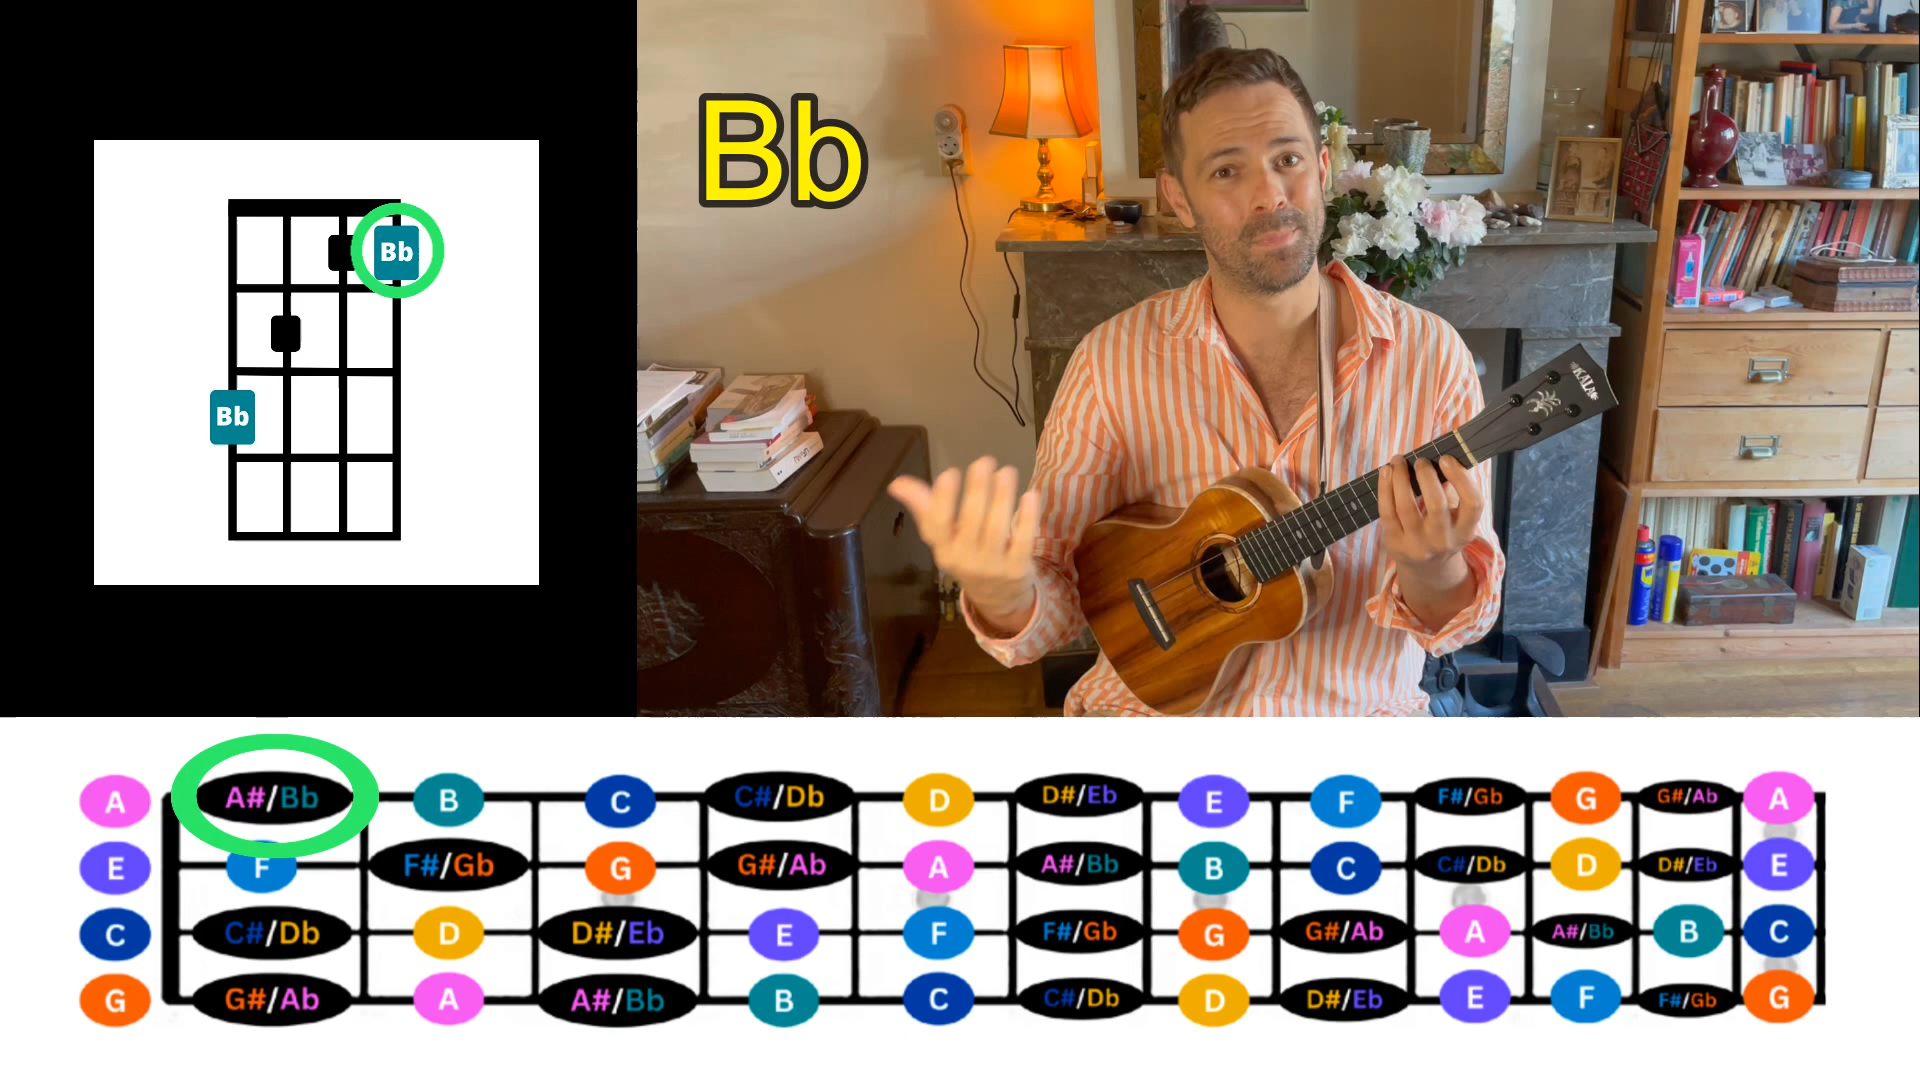 Bb
Bb
Bb
KALA
A A#/Bb B C C#/Db D D#/Eb E F F#/Gb G G#/Ab A
E F F#/Gb G G#/Ab A A#/Bb B C C#/Db D D#/Eb E
C C#/Db D D#/Eb E F F#/Gb G G#/Ab A A#/Bb B C
G G#/Ab A A#/Bb B C C#/Db D D#/Eb E F F#/Gb G